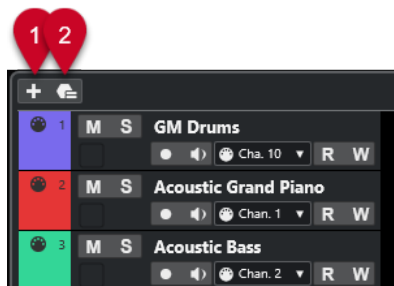 1 2
+
1 M S GM Drums
Cha. 10 ▼ R W
2 M S Acoustic Grand Piano
Chan. 1 ▼ R W
3 M S Acoustic Bass
Chan. 2 ▼ R W